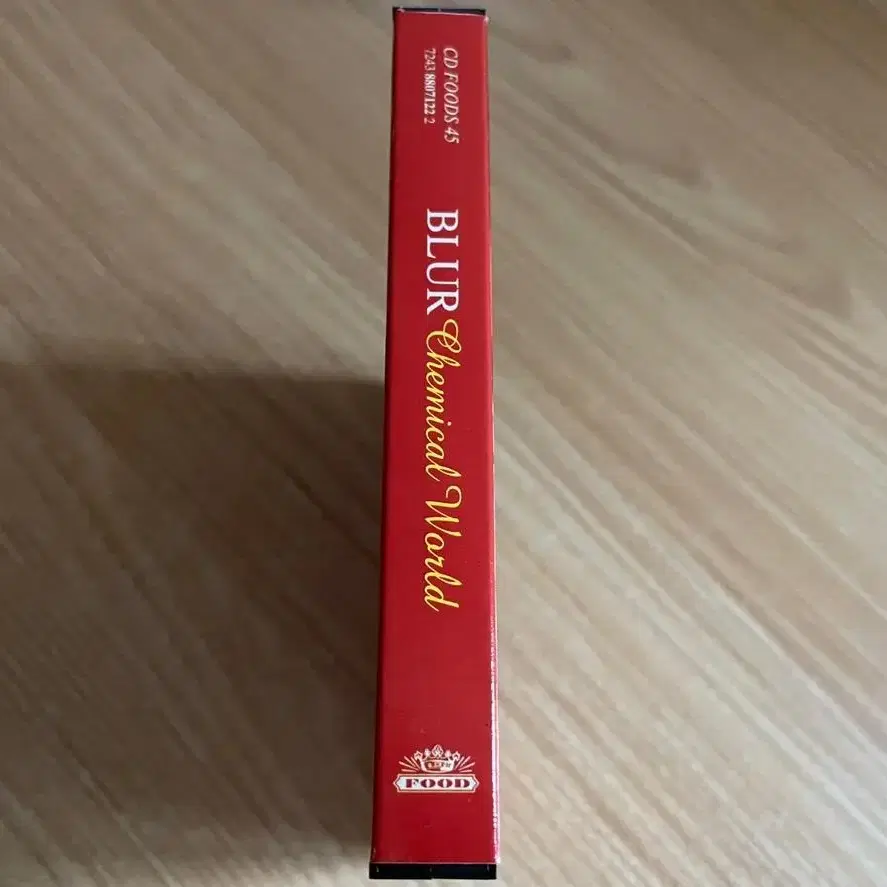 CD FOODS 45
7243 8807122 2
BLUR Chemical World
FOOD